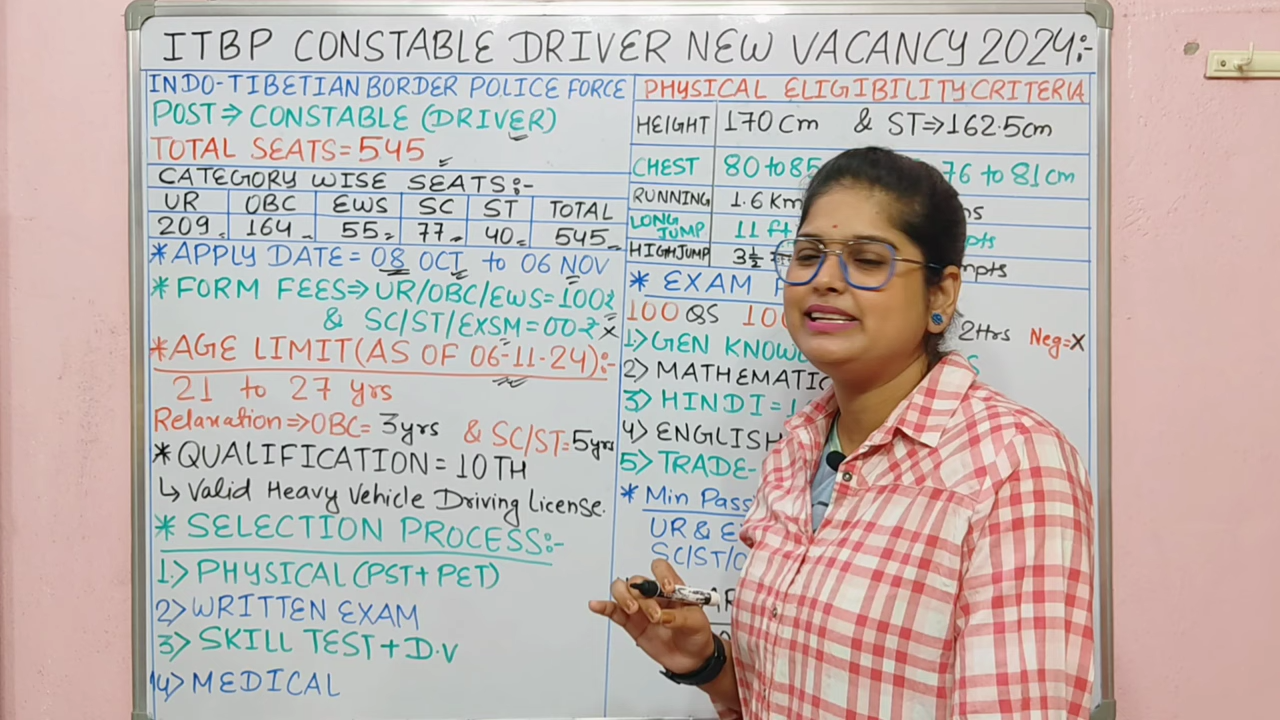 ITBP CONSTABLE DRIVER NEW VACANCY 2024:-
INDO-TIBETIAN BORDER POLICE FORCE
POST⇒ CONSTABLE (DRIVER)
TOTAL SEATS = 545
CATEGORY WISE SEATS:-
UR OBC EWS SC ST TOTAL
209 164 55 77 40 545
*APPLY DATE = 08 OCT to 06 NOV
*FORM FEES⇒ UR/OBC/EWS=100₹
& SC/ST/EXSM=00₹ X
*AGE LIMIT(AS OF 06-11-24):-
21 to 27 yrs
Relaxation⇒OBC= 3yrs & SC/ST=5yrs
*QUALIFICATION = 10TH
↳ Valid Heavy Vehicle Driving License.
* SELECTION PROCESS:-
1.> PHYSICAL (PST+PET)
2> WRITTEN EXAM
3> SKILL TEST + D.V
4> MEDICAL
PHYSICAL ELIGIBILITY CRITERIA
HEIGHT 170 cm & ST⇒162.5cm
CHEST 80 to 85 76 to 81 cm
RUNNING 1.6 Km
LONG JUMP 11 ft
HIGH JUMP 3½
* EXAM
100 QS 2Hrs Neg=X
1> GEN
2> MATHEMATIC
3> HINDI =
4> ENGLISH
5> TRADE-
* Min
UR &
SC/ST/O